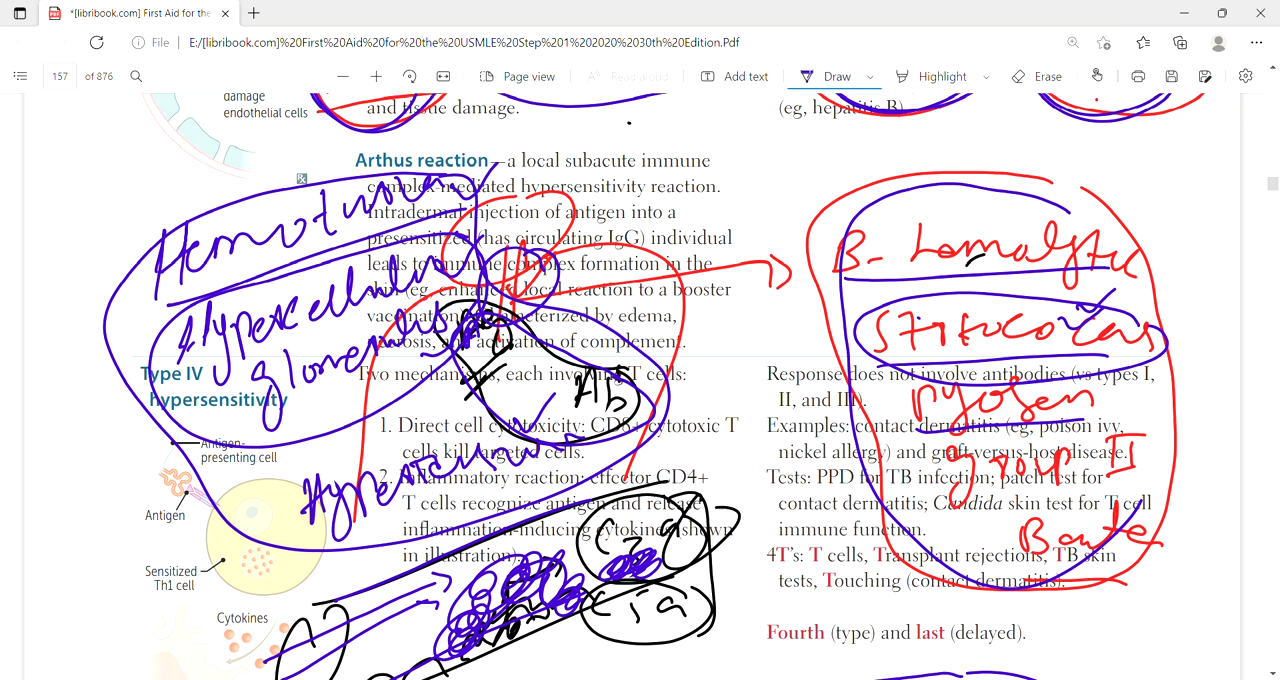 *[libribook.com] First Aid for the
File
E:/[libribook.com]%20First%20Aid%20for%20the%20USMLE%20Step%201%202020%2030th%20Edition.Pdf
157 of 876
Page view
Read aloud
Add text
Draw
Highlight
Erase
damage
endothelial cells
and tissue damage.
(eg, hepatitis B)
Arthus reaction—a local subacute immune
complex-mediated hypersensitivity reaction.
Intradermal injection of antigen into a
presensitized (has circulating IgG) individual
leads to immune complex formation in the
skin (eg, enhanced local reaction to a booster
vaccination). Characterized by edema,
necrosis, and activation of complement.
Type IV
hypersensitivity
Two mechanisms, each involving T cells:
1. Direct cell cytotoxicity: CD8+ cytotoxic T
cells kill targeted cells.
2. Inflammatory reaction: effector CD4+
T cells recognize antigen and release
inflammation-inducing cytokines (shown
in illustration).
Response does not involve antibodies (vs types I,
II, and III).
Examples: contact dermatitis (eg, poison ivy,
nickel allergy) and graft-versus-host disease.
Tests: PPD for TB infection; patch test for
contact dermatitis; Candida skin test for T cell
immune function.
4T's: T cells, Transplant rejections, TB skin
tests, Touching (contact dermatitis).
Fourth (type) and last (delayed).
Antigen-
presenting cell
Antigen
Sensitized
Th1 cell
Cytokines
Ab
pyogen
group